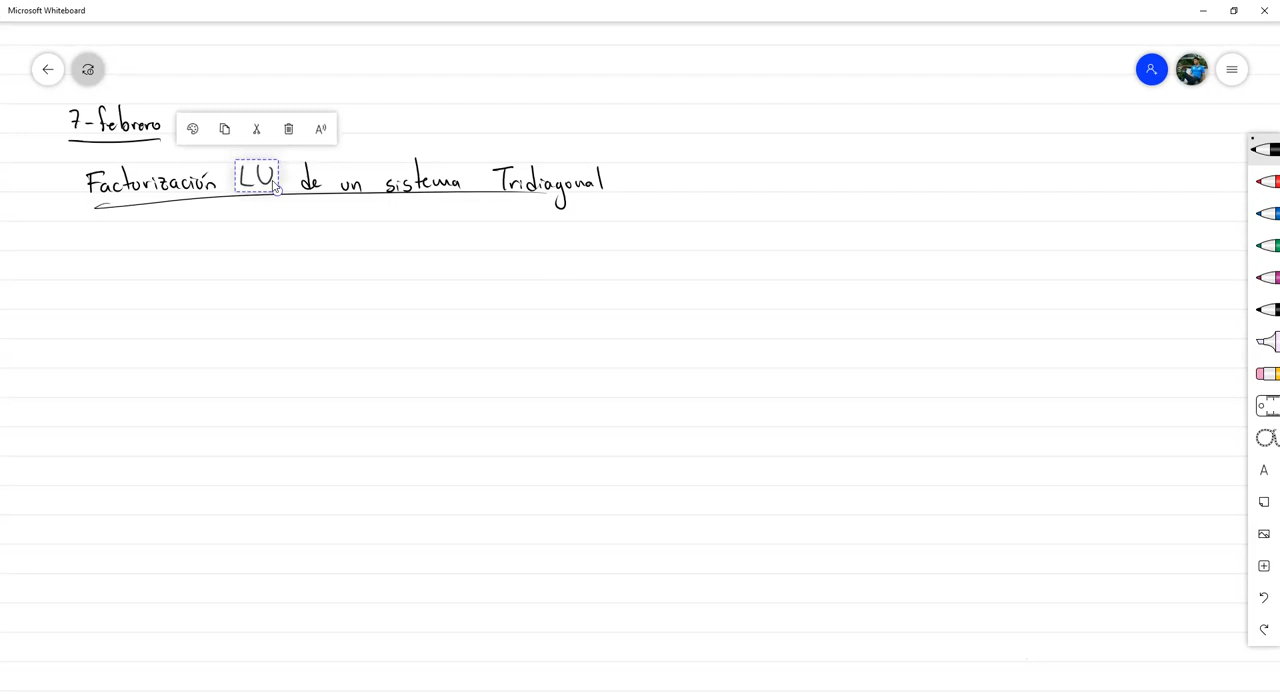 Microsoft Whiteboard
7-febrero
Factorización LU de un sistema Tridiagonal